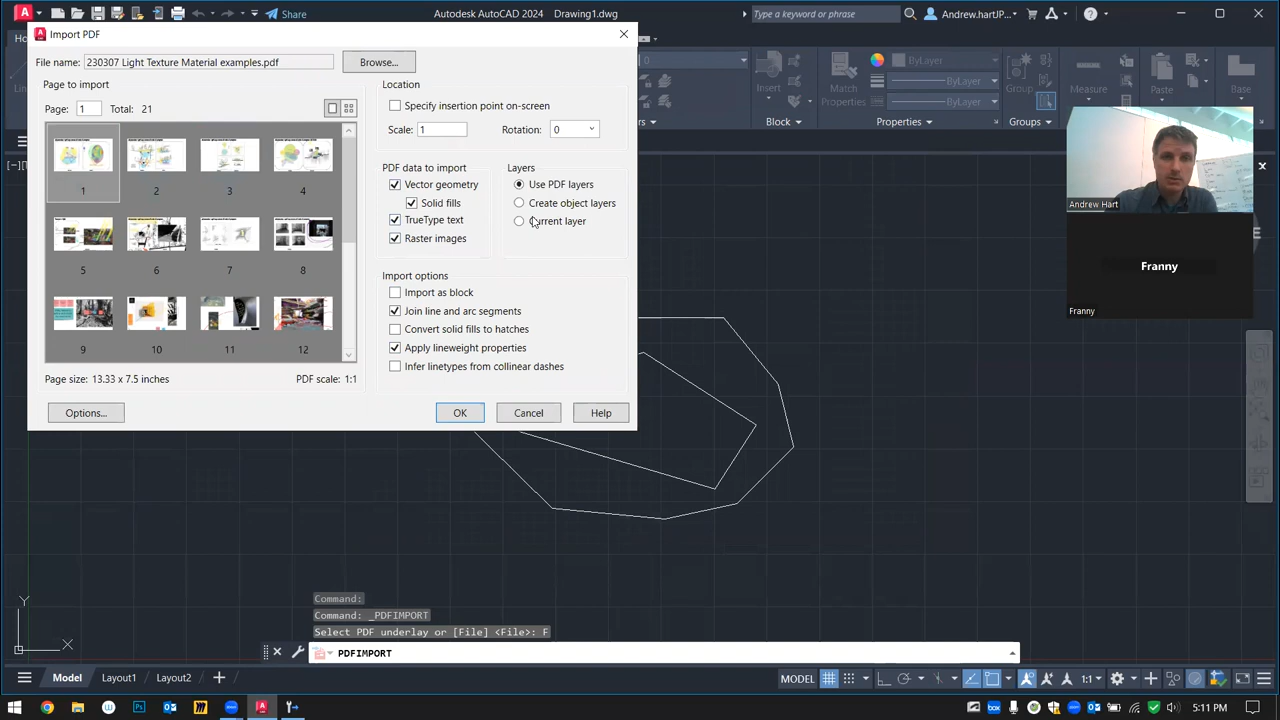 Share
Autodesk AutoCAD 2024 Drawing1.dwg
Type a keyword or phrase
Andrew.hartJP...
Import PDF
File name:
230307 Light Texture Material examples.pdf
Browse...
Page to import
Page: 1 Total: 21
1
2
3
4
5
6
7
8
9
10
11
12
Page size: 13.33 x 7.5 inches
PDF scale: 1:1
Options...
Location
Specify insertion point on-screen
Scale: 1
Rotation: 0
PDF data to import
Vector geometry
Solid fills
TrueType text
Raster images
Layers
Use PDF layers
Create object layers
Current layer
Import options
Import as block
Join line and arc segments
Convert solid fills to hatches
Apply lineweight properties
Infer linetypes from collinear dashes
OK
Cancel
Help
0
Insert
Block
Match
Properties
ByLayer
ByLayer
ByLayer
Properties
Group
Groups
Measure
Paste
Andrew Hart
Franny
Franny
Y
X
Command:
Command: _PDFIMPORT
Select PDF underlay or [File] <File>: F
PDFIMPORT
Model
Layout1
Layout2
MODEL
1:1
5:11 PM